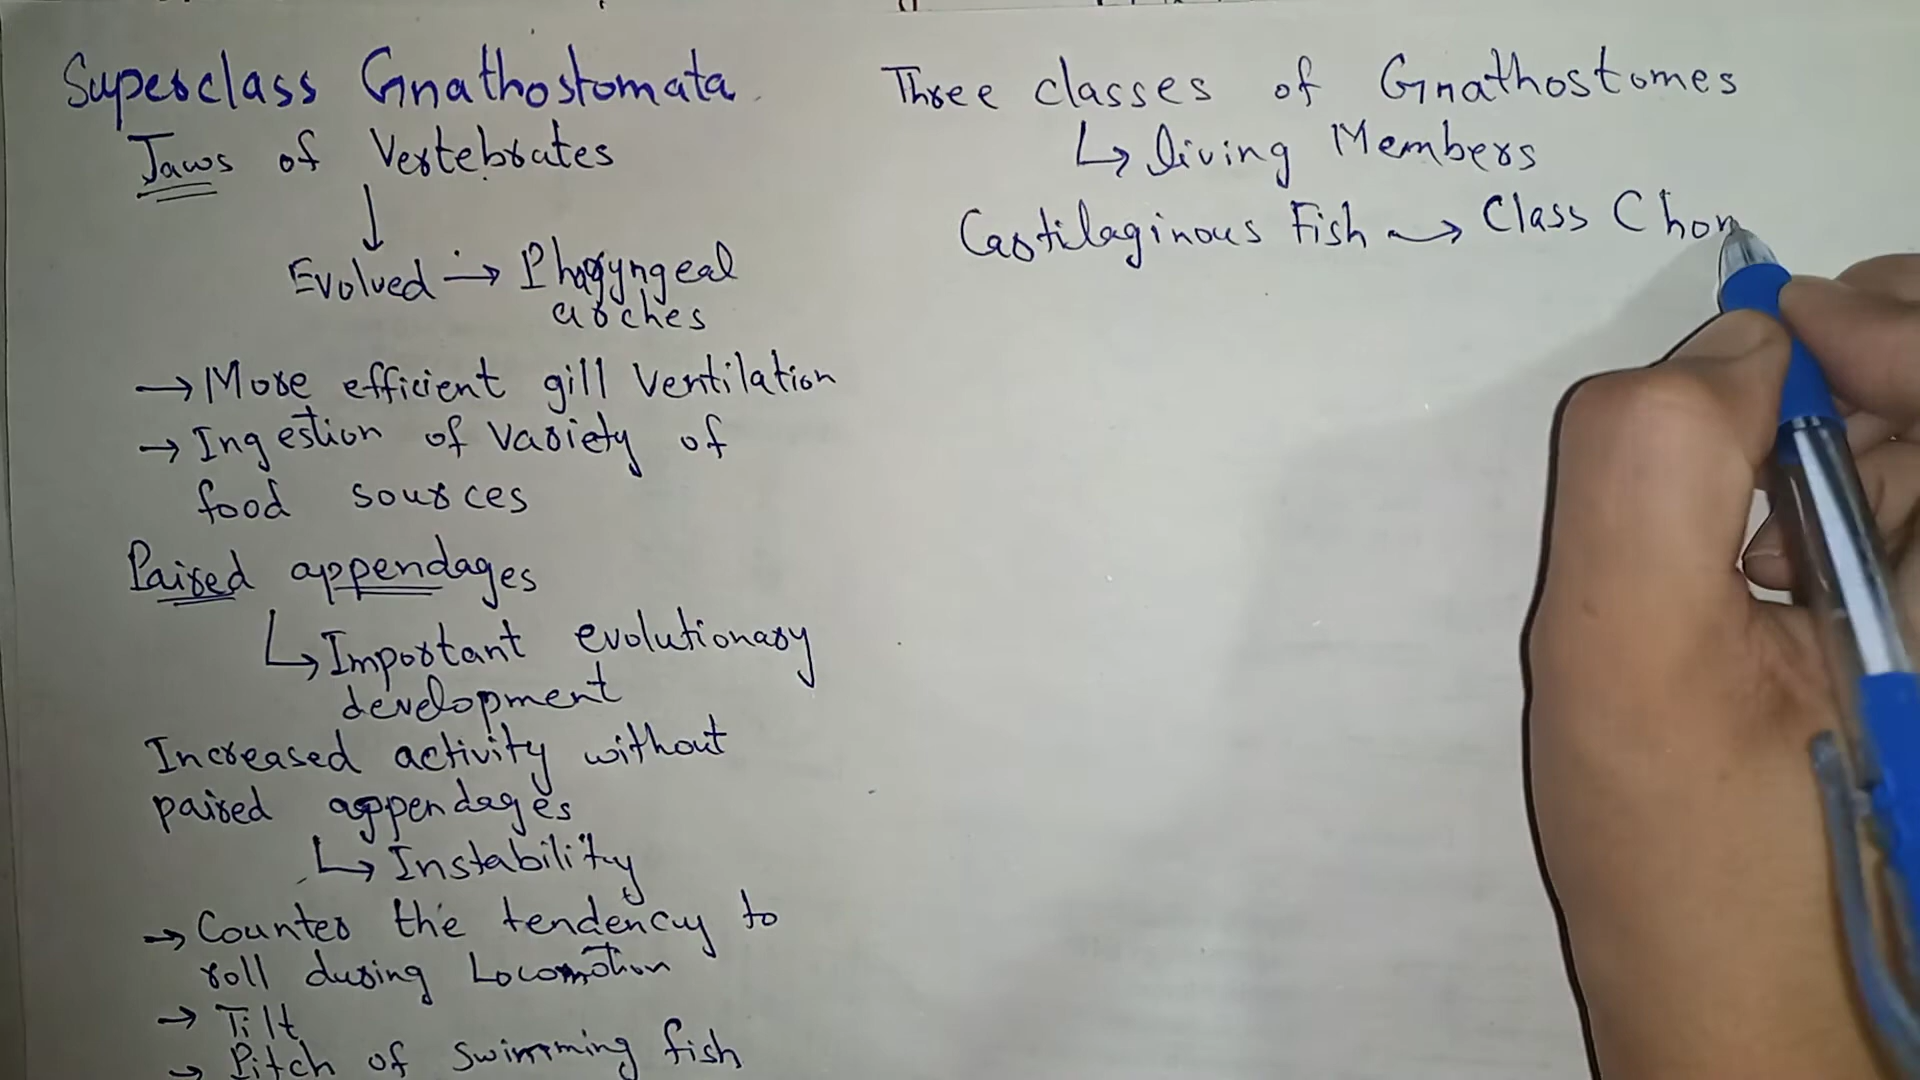 Superclass Gnathostomata
Jaws of Vertebrates
↓
Evolved → Pharyngeal
arches
→ More efficient gill Ventilation
→ Ingestion of Variety of
food sources
Paired appendages
↳ Important evolutionary
development
Increased activity without
paired appendages
↳ Instability
→ Counter the tendency to
roll during Locomotion
→ Tilt
→ Pitch of swimming fish
Three classes of Gnathostomes
↳ living Members
Cartilaginous Fish → Class Chon